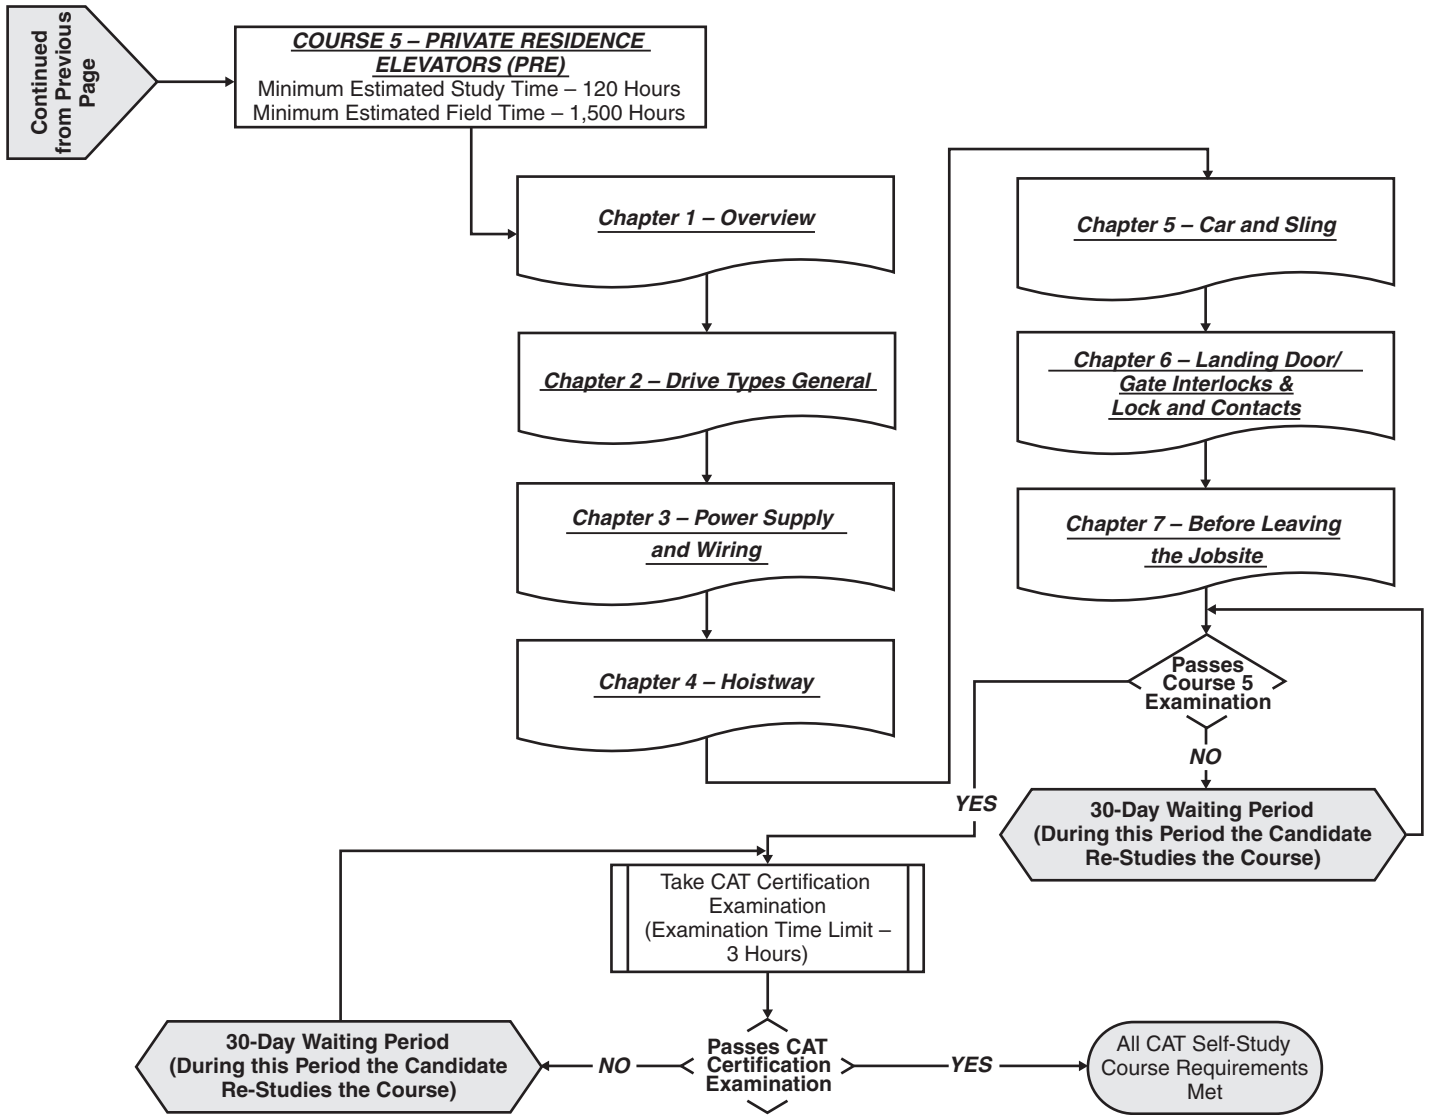 Continued
from Previous
Page
COURSE 5 – PRIVATE RESIDENCE
ELEVATORS (PRE)
Minimum Estimated Study Time – 120 Hours
Minimum Estimated Field Time – 1,500 Hours
Chapter 1 – Overview
Chapter 2 – Drive Types General
Chapter 3 – Power Supply
and Wiring
Chapter 4 – Hoistway
Chapter 5 – Car and Sling
Chapter 6 – Landing Door/
Gate Interlocks &
Lock and Contacts
Chapter 7 – Before Leaving
the Jobsite
Passes
Course 5
Examination
NO
YES
30-Day Waiting Period
(During this Period the Candidate
Re-Studies the Course)
Take CAT Certification
Examination
(Examination Time Limit –
3 Hours)
Passes CAT
Certification
Examination
NO
30-Day Waiting Period
(During this Period the Candidate
Re-Studies the Course)
YES
All CAT Self-Study
Course Requirements
Met